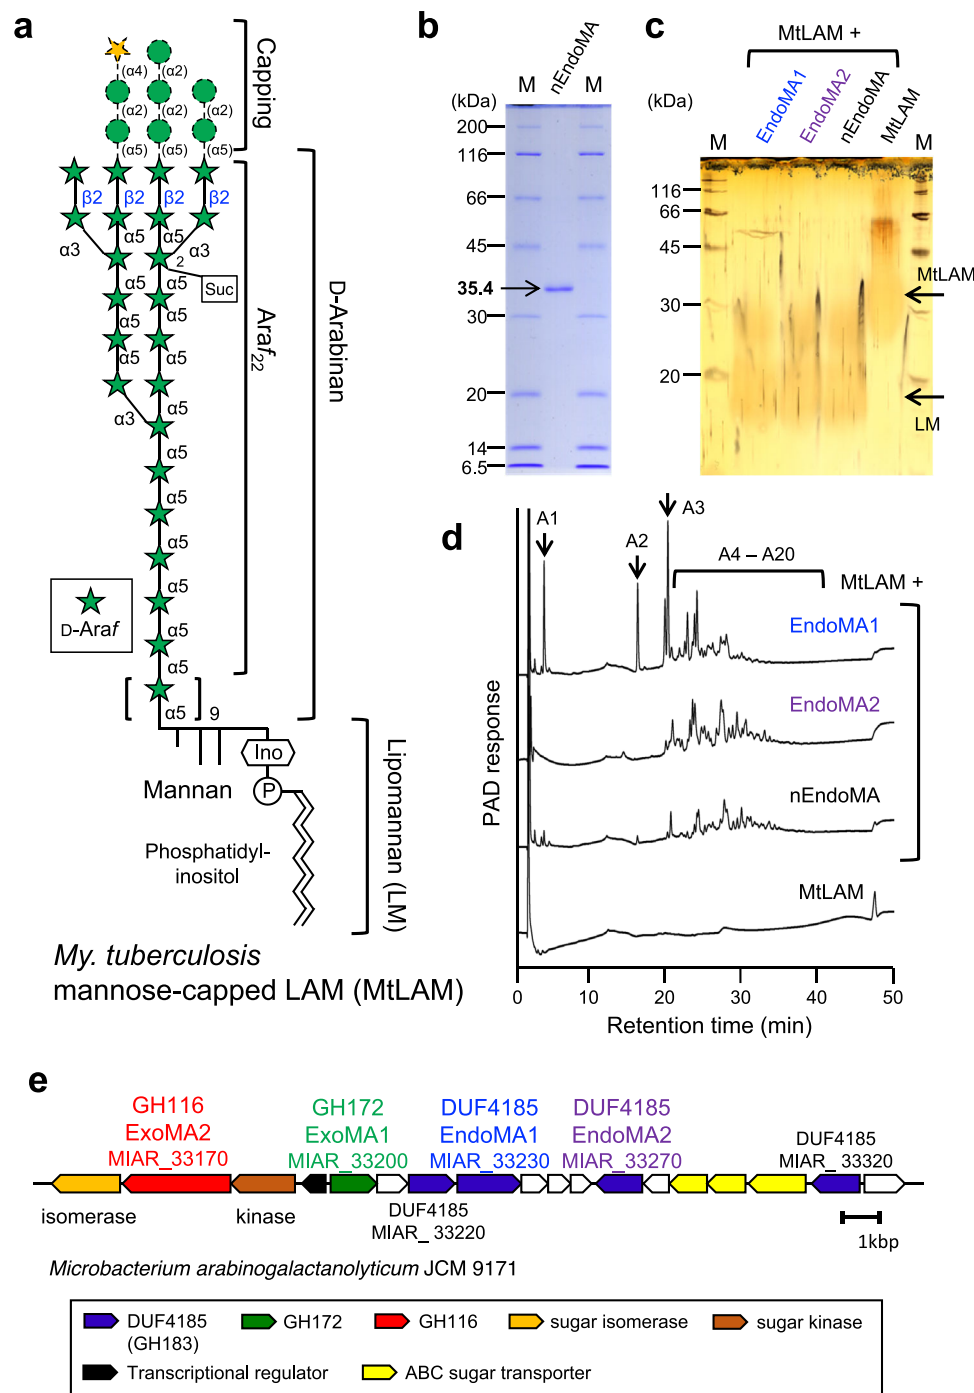 a
Capping
(α4)
(α2)
(α2)
(α2)
(α2)
(α5)
(α5)
(α5)
β2
β2
β2
β2
α5
α5
α3
α3
2
Suc
α5
α5
α5
α5
α5
α5
α3
α5
α5
α5
α5
α5
α5
α5
9
Araf22
D-Arabinan
D-Araf
Ino
P
Mannan
Phosphatidyl-
inositol
Lipomannan (LM)
My. tuberculosis
mannose-capped LAM (MtLAM)
b
nEndoMA
(kDa)
M
M
200
116
66
45
35.4
30
20
14
6.5
c
MtLAM +
EndoMA1
EndoMA2
nEndoMA
MtLAM
(kDa)
M
M
116
66
45
30
20
MtLAM
LM
d
A1
A2
A3
A4 – A20
MtLAM +
EndoMA1
EndoMA2
nEndoMA
MtLAM
PAD response
0
10
20
30
40
50
Retention time (min)
e
GH116
ExoMA2
MIAR_33170
GH172
ExoMA1
MIAR_33200
DUF4185
EndoMA1
MIAR_33230
DUF4185
EndoMA2
MIAR_33270
DUF4185
MIAR_33320
isomerase
kinase
DUF4185
MIAR_33220
1kbp
Microbacterium arabinogalactanolyticum JCM 9171
DUF4185
(GH183)
GH172
GH116
sugar isomerase
sugar kinase
Transcriptional regulator
ABC sugar transporter